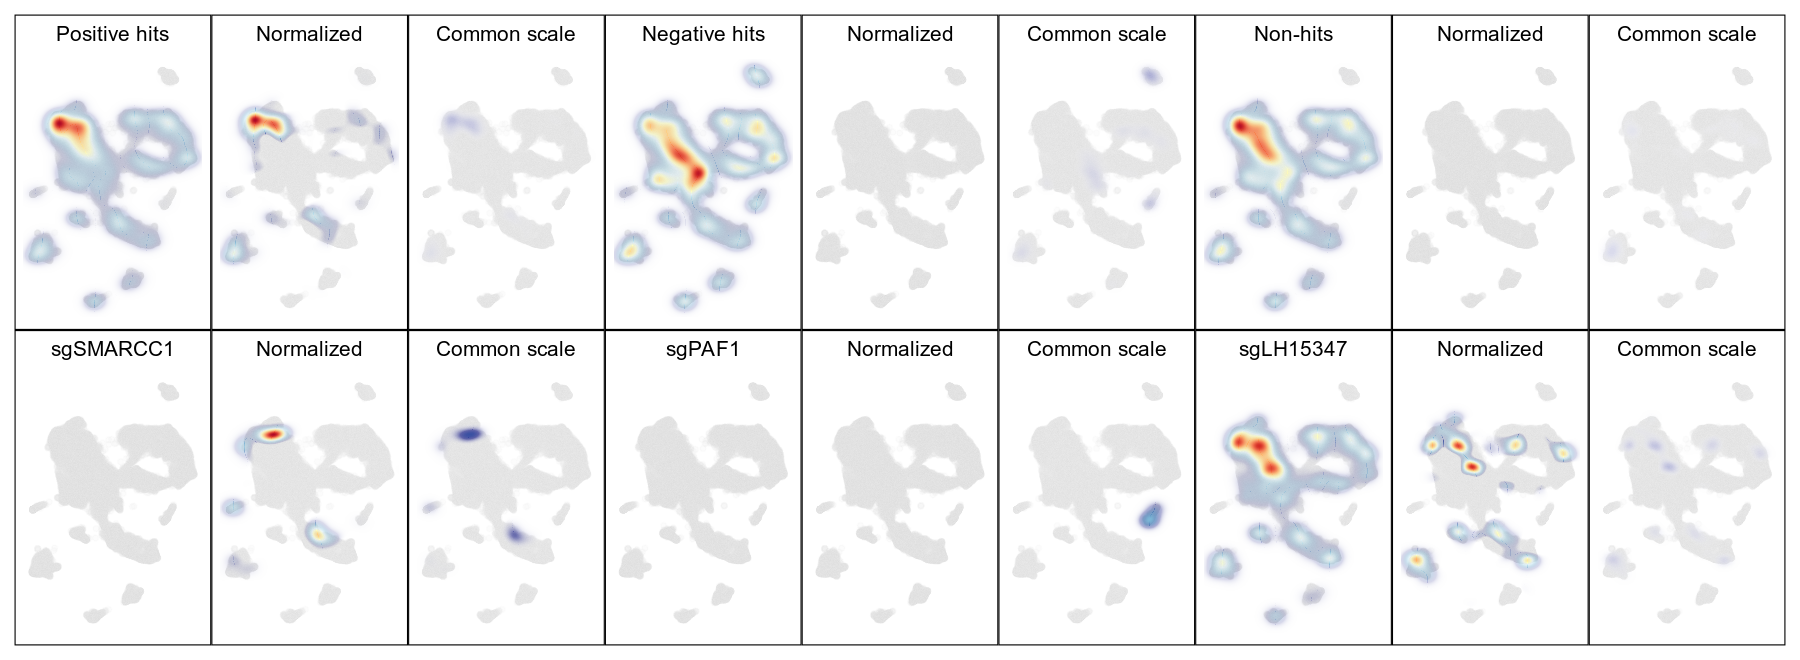 Positive hits
Normalized
Common scale
Negative hits
Normalized
Common scale
Non-hits
Normalized
Common scale
sgSMARCC1
Normalized
Common scale
sgPAF1
Normalized
Common scale
sgLH15347
Normalized
Common scale